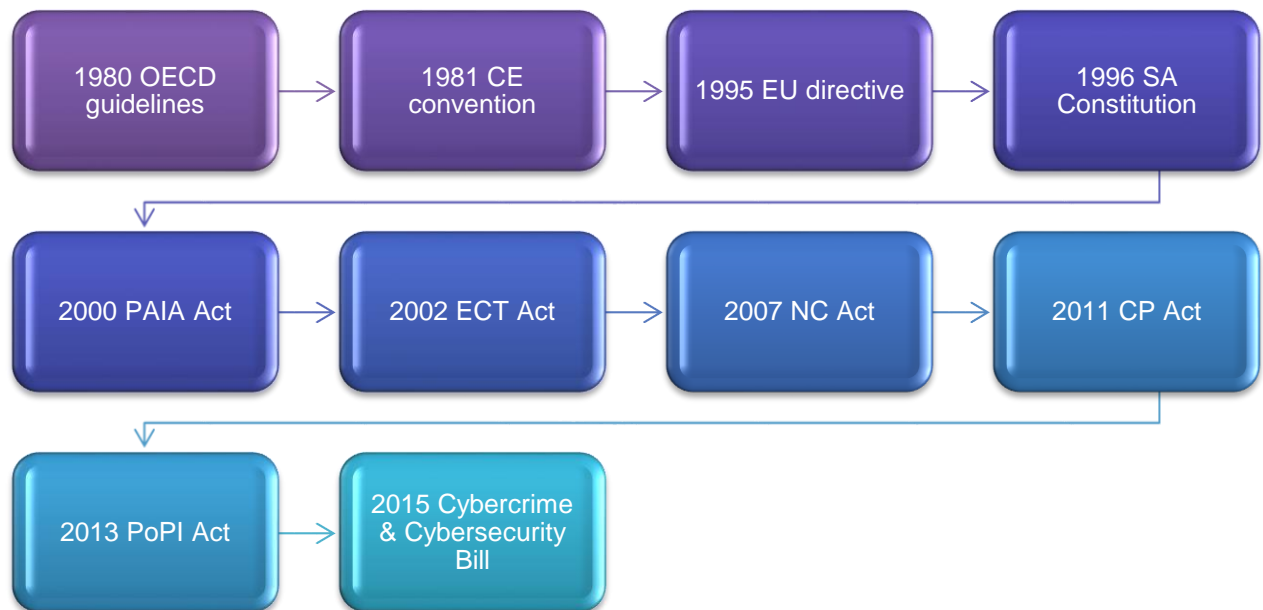 1980 OECD
guidelines
1981 CE
convention
1995 EU directive
1996 SA
Constitution
2000 PAIA Act
2002 ECT Act
2007 NC Act
2011 CP Act
2013 PoPI Act
2015 Cybercrime
& Cybersecurity
Bill